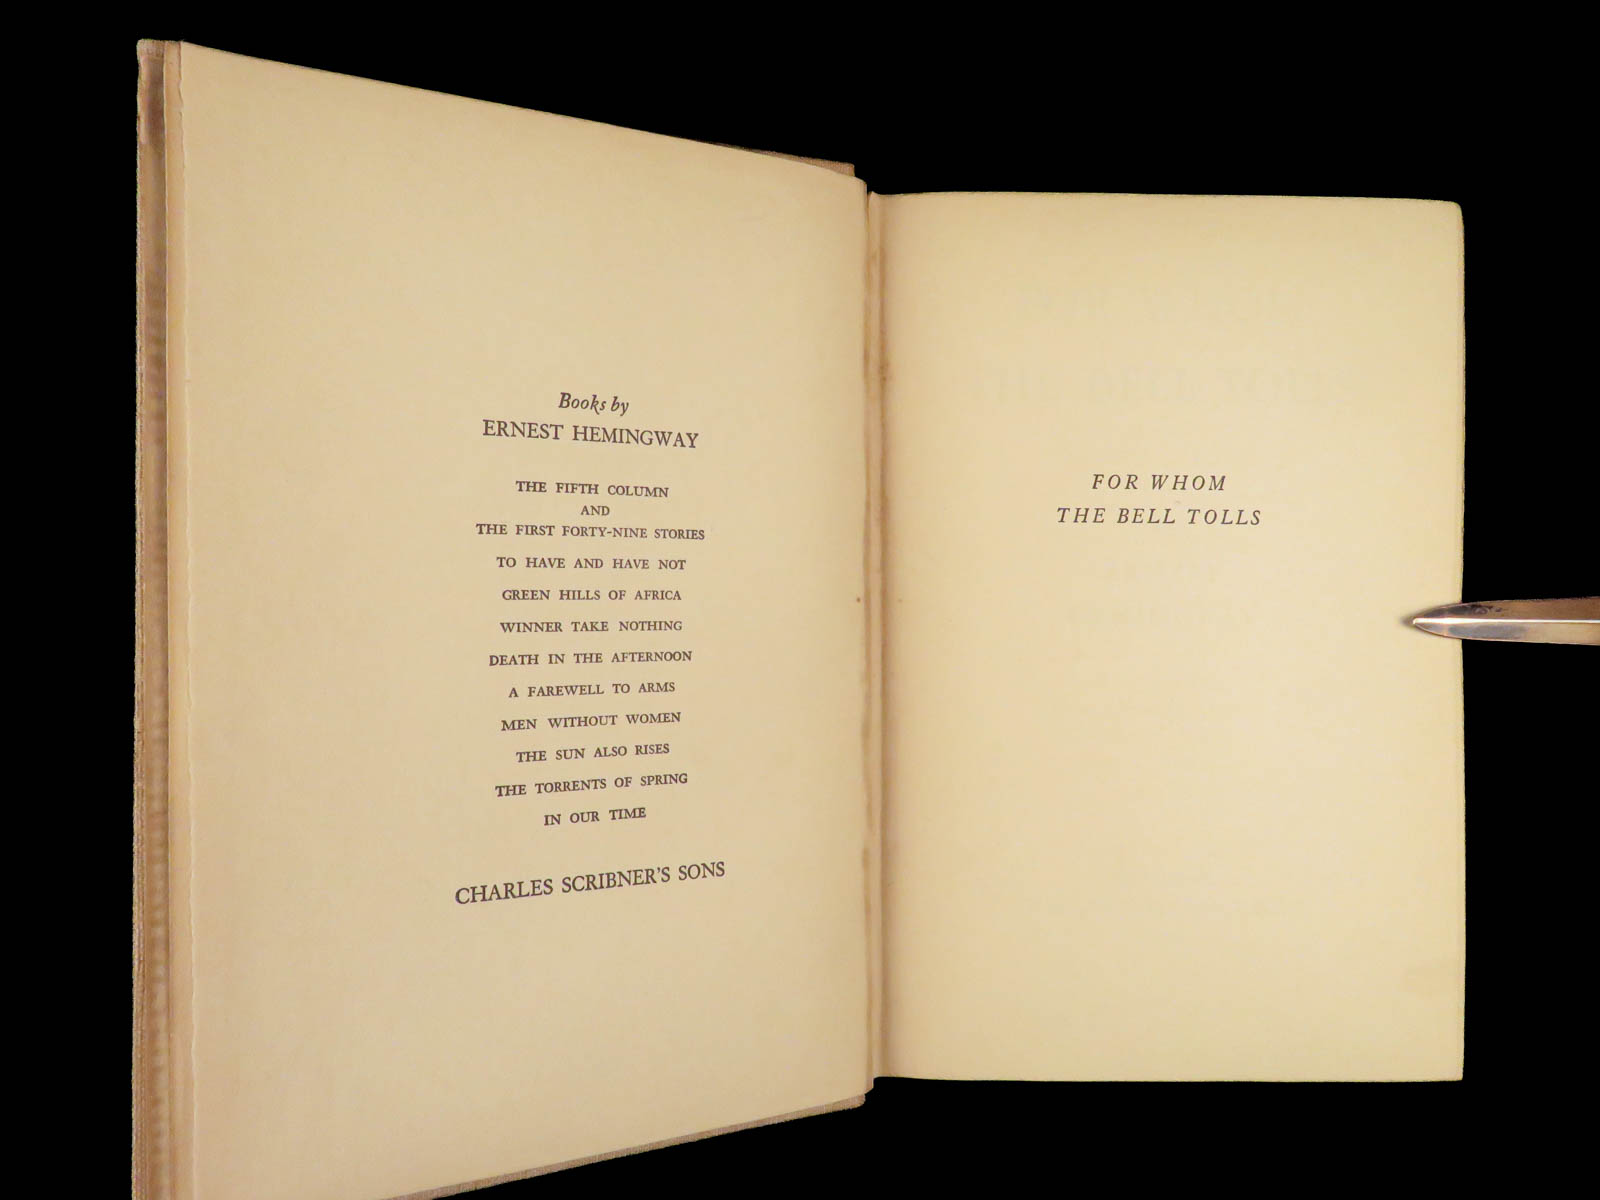 Books by
ERNEST HEMINGWAY
THE FIFTH COLUMN
AND
THE FIRST FORTY-NINE STORIES
TO HAVE AND HAVE NOT
GREEN HILLS OF AFRICA
WINNER TAKE NOTHING
DEATH IN THE AFTERNOON
A FAREWELL TO ARMS
MEN WITHOUT WOMEN
THE SUN ALSO RISES
THE TORRENTS OF SPRING
IN OUR TIME
CHARLES SCRIBNER'S SONS
FOR WHOM
THE BELL TOLLS